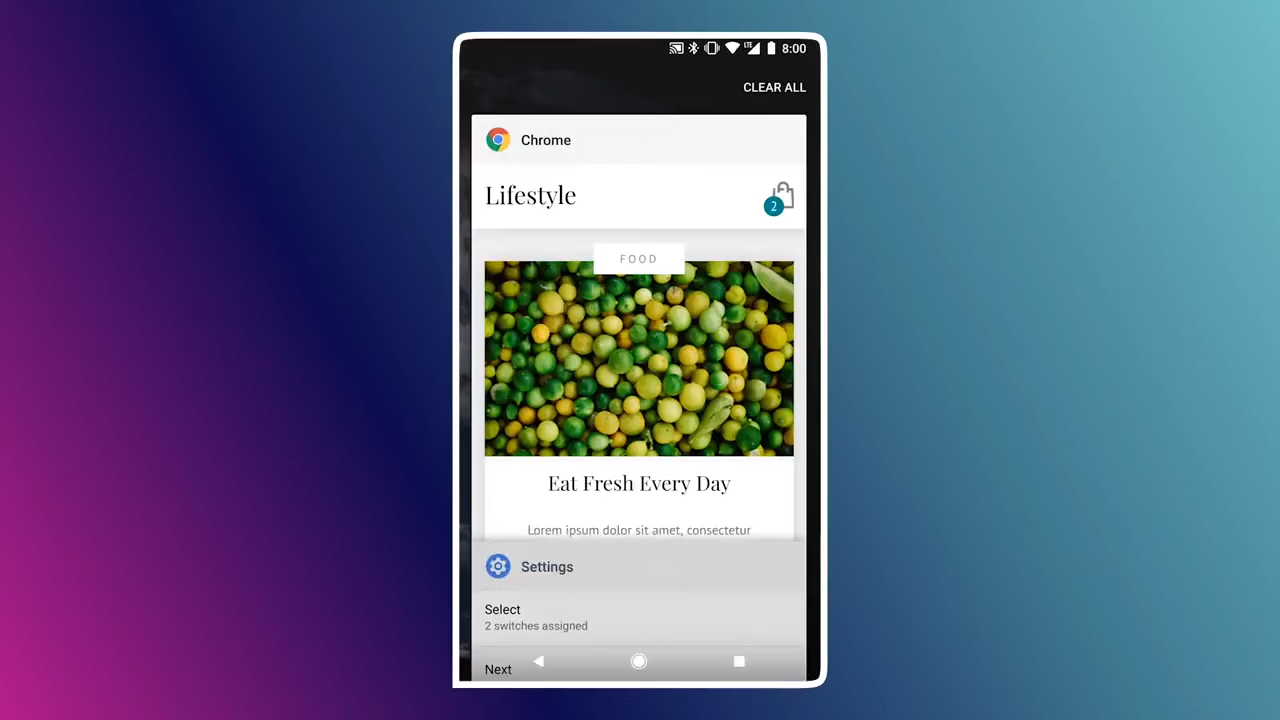 LTE 8:00
CLEAR ALL
Chrome
Lifestyle
2
FOOD
Eat Fresh Every Day
Lorem ipsum dolor sit amet, consectetur
Settings
Select
2 switches assigned
Next